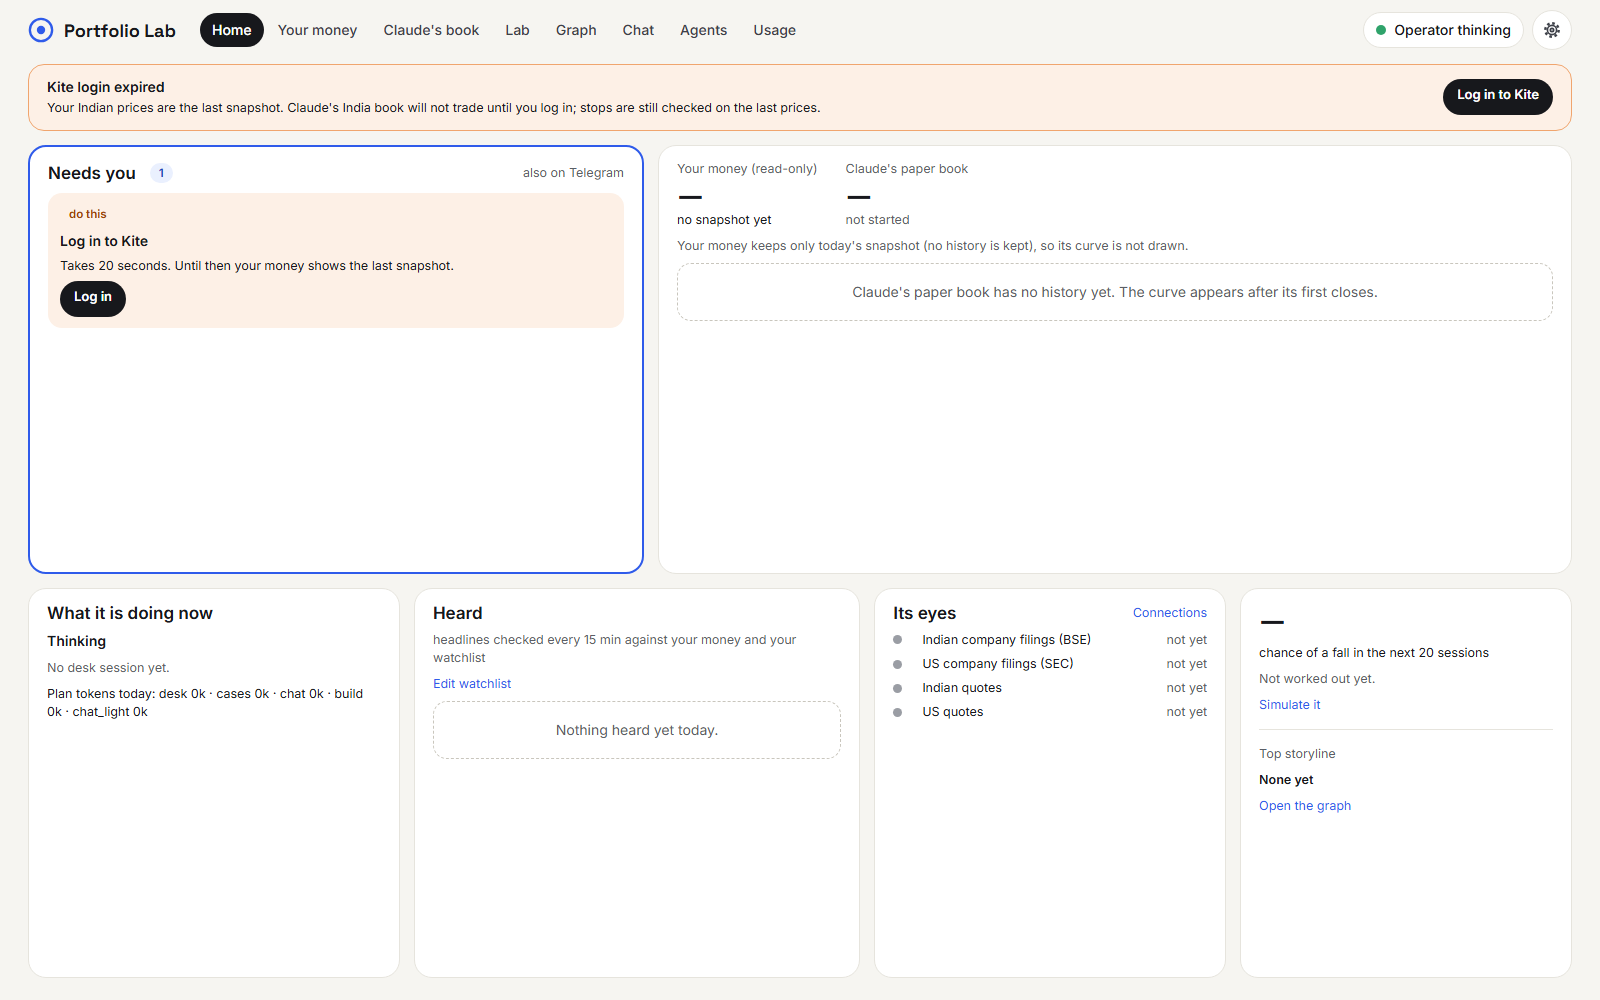 Portfolio Lab
Home
Your money
Claude's book
Lab
Graph
Chat
Agents
Usage
Operator thinking
Kite login expired
Your Indian prices are the last snapshot. Claude's India book will not trade until you log in; stops are still checked on the last prices.
Log in to Kite
Needs you 1
also on Telegram
do this
Log in to Kite
Takes 20 seconds. Until then your money shows the last snapshot.
Log in
Your money (read-only)
—
no snapshot yet
Claude's paper book
—
not started
Your money keeps only today's snapshot (no history is kept), so its curve is not drawn.
Claude's paper book has no history yet. The curve appears after its first closes.
What it is doing now
Thinking
No desk session yet.
Plan tokens today: desk 0k · cases 0k · chat 0k · build
0k · chat_light 0k
Heard
headlines checked every 15 min against your money and your
watchlist
Edit watchlist
Nothing heard yet today.
Its eyes
Connections
Indian company filings (BSE) not yet
US company filings (SEC) not yet
Indian quotes not yet
US quotes not yet
—
chance of a fall in the next 20 sessions
Not worked out yet.
Simulate it
Top storyline
None yet
Open the graph